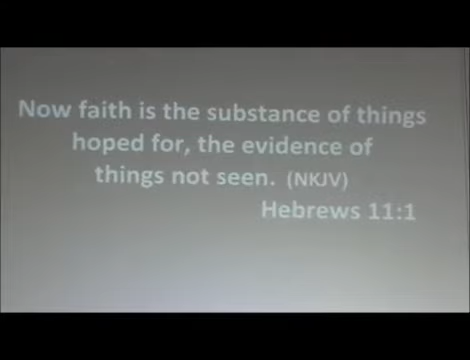 Now faith is the substance of things
hoped for, the evidence of
things not seen. (NKJV)
Hebrews 11:1